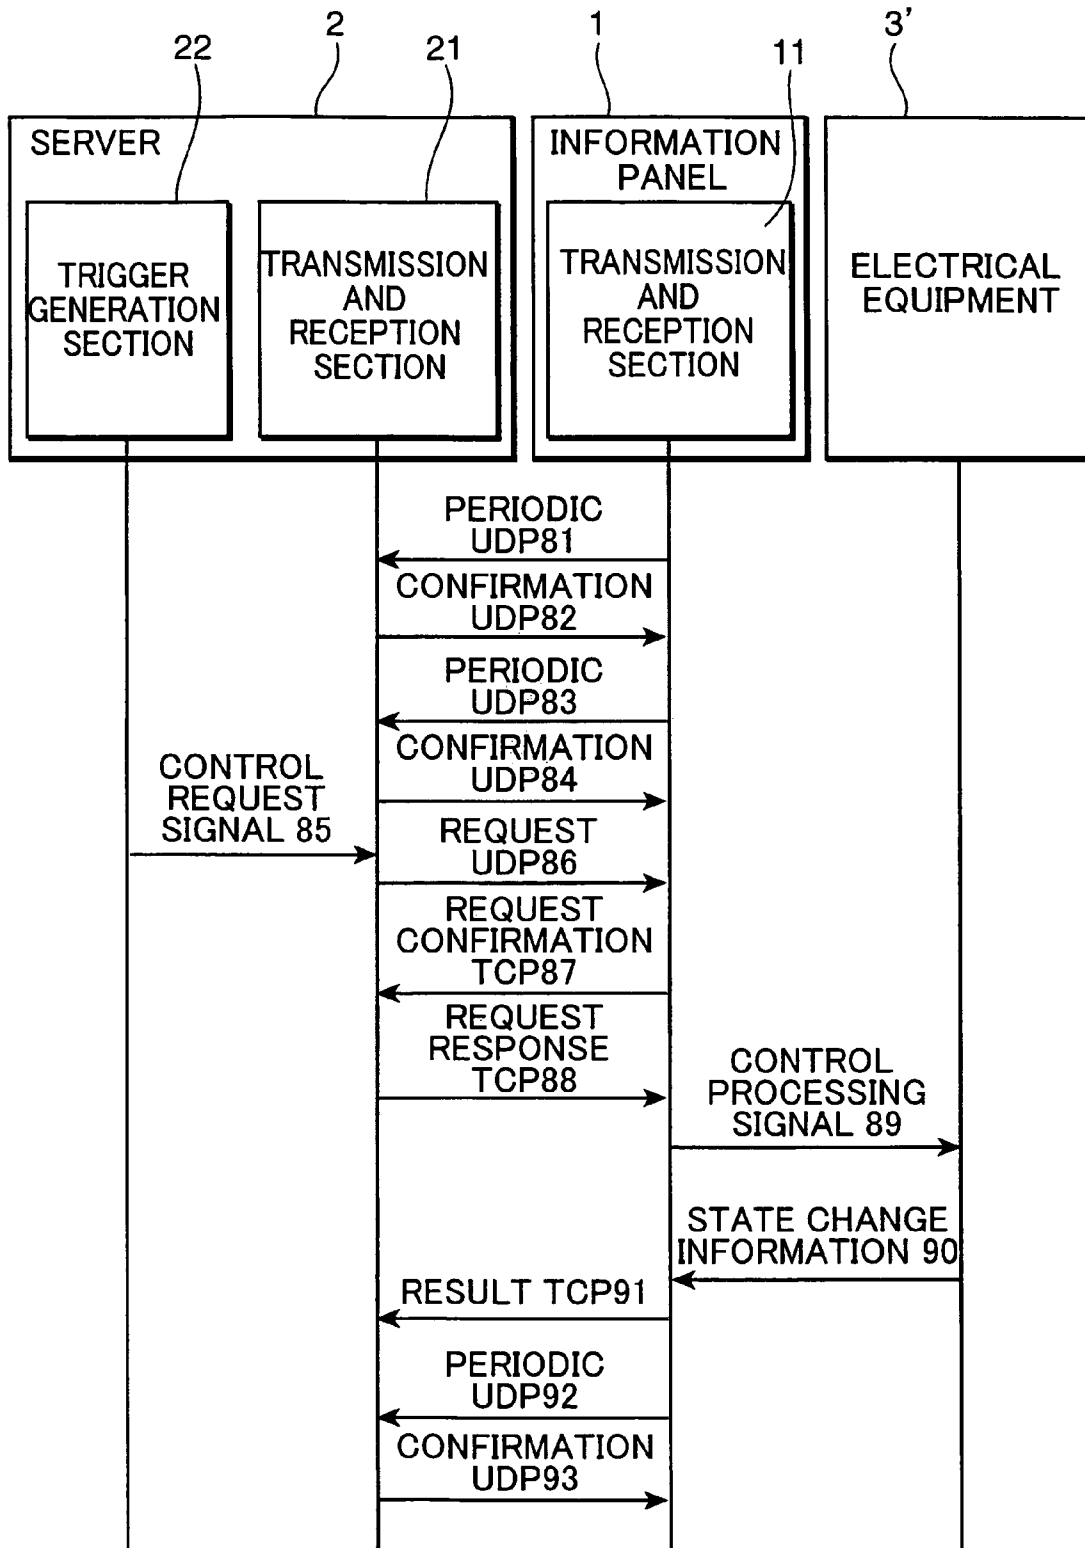 2
1
3’
22
21
11
SERVER
INFORMATION
PANEL
TRIGGER
GENERATION
SECTION
TRANSMISSION
AND
RECEPTION
SECTION
TRANSMISSION
AND
RECEPTION
SECTION
ELECTRICAL
EQUIPMENT
PERIODIC
UDP81
CONFIRMATION
UDP82
PERIODIC
UDP83
CONFIRMATION
UDP84
CONTROL
REQUEST
SIGNAL 85
REQUEST
UDP86
REQUEST
CONFIRMATION
TCP87
REQUEST
RESPONSE
TCP88
CONTROL
PROCESSING
SIGNAL 89
STATE CHANGE
INFORMATION 90
RESULT TCP91
PERIODIC
UDP92
CONFIRMATION
UDP93